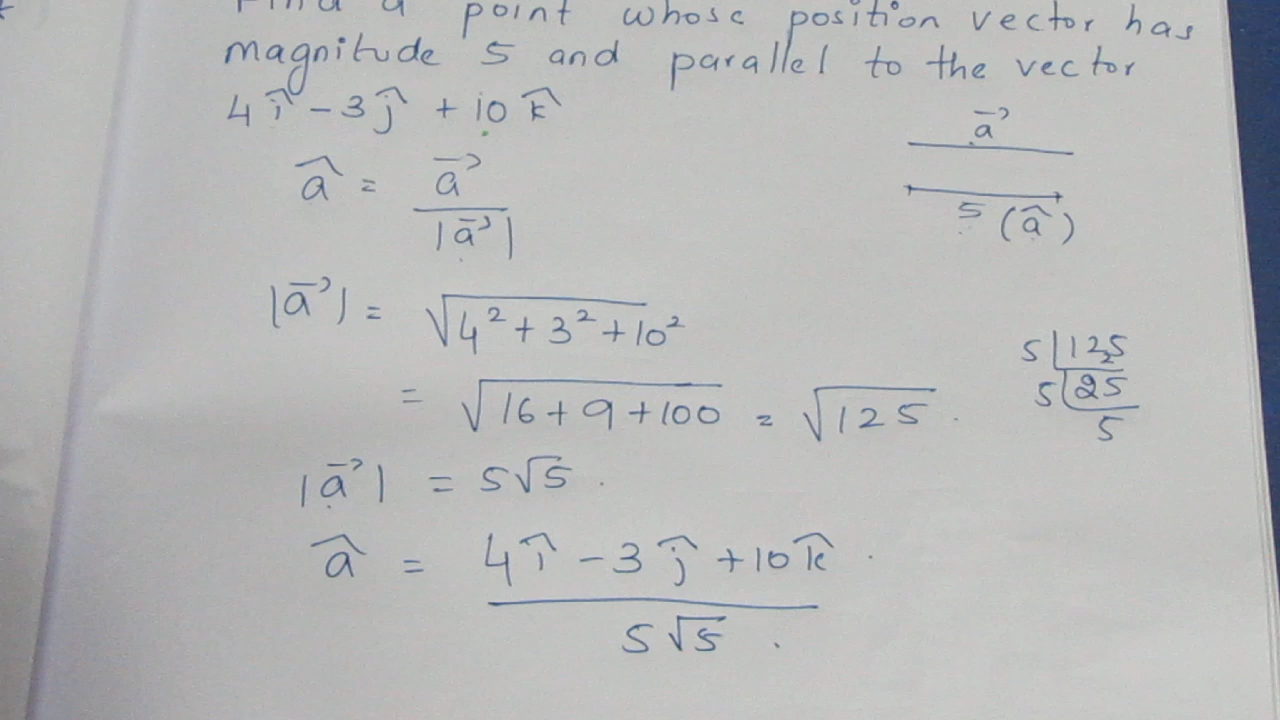 Find a point whose position vector has
magnitude 5 and parallel to the vector
4î - 3ĵ + 10k̂
a⃗
5 (â)
â = a⃗ / |a⃗|
|a⃗| = √4² + 3² + 10²
= √16 + 9 + 100 = √125.
5 | 125
5 | 25
5
|a⃗| = 5√5.
â = 4î - 3ĵ + 10k̂ / 5√5.